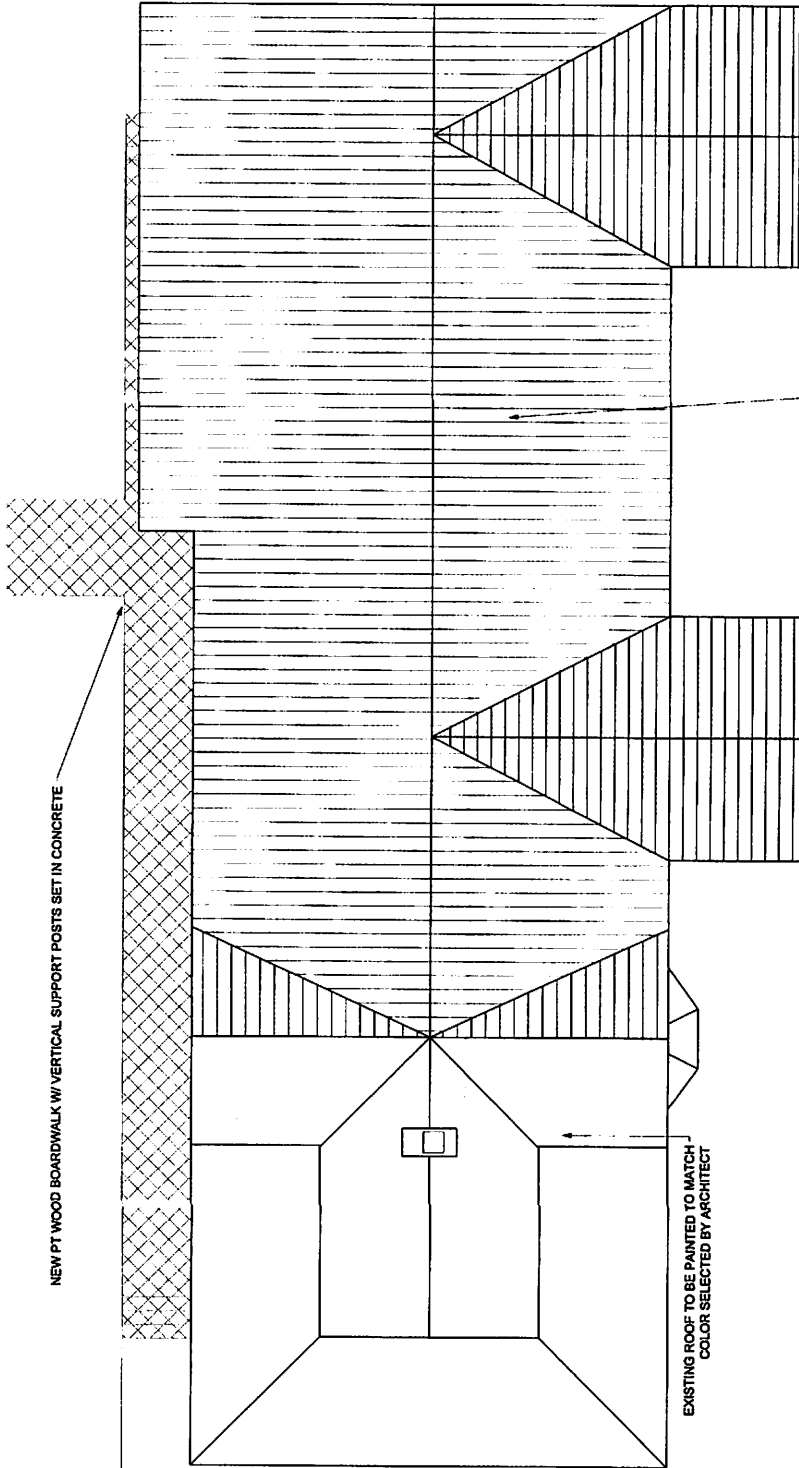 NEW PT WOOD BOARDWALK W/ VERTICAL SUPPORT POSTS SET IN CONCRETE
EXISTING ROOF TO BE PAINTED TO MATCH
COLOR SELECTED BY ARCHITECT